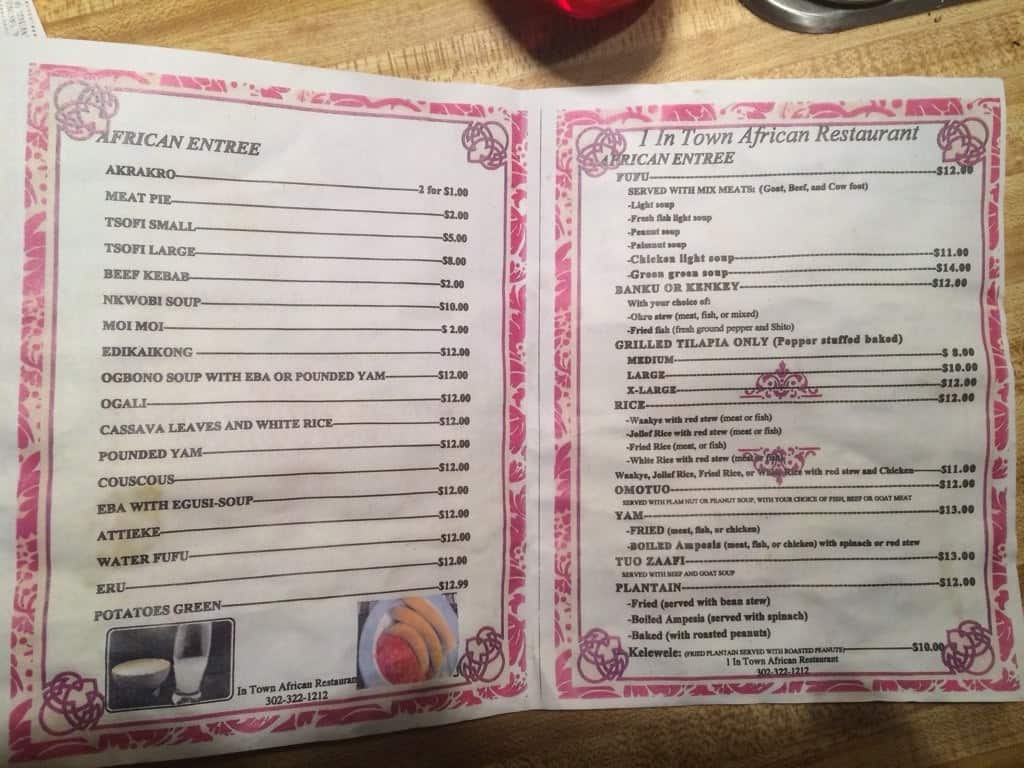 AFRICAN ENTREE
AKRAKRO 2 for $1.00
MEAT PIE $2.00
TSOFI SMALL $5.00
TSOFI LARGE $8.00
BEEF KEBAB $2.00
NKWOBI SOUP $10.00
MOI MOI $ 2.00
EDIKAIKONG $12.00
OGBONO SOUP WITH EBA OR POUNDED YAM $12.00
OGALI $12.00
CASSAVA LEAVES AND WHITE RICE $12.00
POUNDED YAM $12.00
COUSCOUS $12.00
EBA WITH EGUSI-SOUP $12.00
ATTIEKE $12.00
WATER FUFU $12.00
ERU $12.00
POTATOES GREEN $12.99
In Town African Restaurant
302-322-1212
1 In Town African Restaurant
AFRICAN ENTREE
FUFU $12.00
SERVED WITH MIX MEATS: (Goat, Beef, and Cow foot)
-Light soup
-Fresh fish light soup
-Peanut soup
-Palmnut soup
-Chicken light soup $11.00
-Green green soup $14.00
BANKU OR KENKEY $12.00
With your choice of:
-Okro stew (meat, fish, or mixed)
-Fried fish (fresh ground pepper and Shito)
GRILLED TILAPIA ONLY (Pepper stuffed baked)
MEDIUM $ 8.00
LARGE $10.00
X-LARGE $12.00
RICE $12.00
-Waakye with red stew (meat or fish)
-Jollof Rice with red stew (meat or fish)
-Fried Rice (meat, or fish)
-White Rice with red stew (meat or fish)
Waakye, Jollof Rice, Fried Rice, or White Rice with red stew and Chicken $11.00
OMOTUO $12.00
SERVED WITH PLAM NUT OR PEANUT SOUP, WITH YOUR CHOICE OF FISH, BEEF OR GOAT MEAT
YAM $13.00
-FRIED (meat, fish, or chicken)
-BOILED Ampesis (meat, fish, or chicken) with spinach or red stew
TUO ZAAFI $13.00
SERVED WITH BEEF AND GOAT SOUP
PLANTAIN $12.00
-Fried (served with bean stew)
-Boiled Ampesis (served with spinach)
-Baked (with roasted peanuts)
-Kelewele: (FRIED PLANTAIN SERVED WITH ROASTED PEANUTS) $10.00
1 In Town African Restaurant
302-322-1212